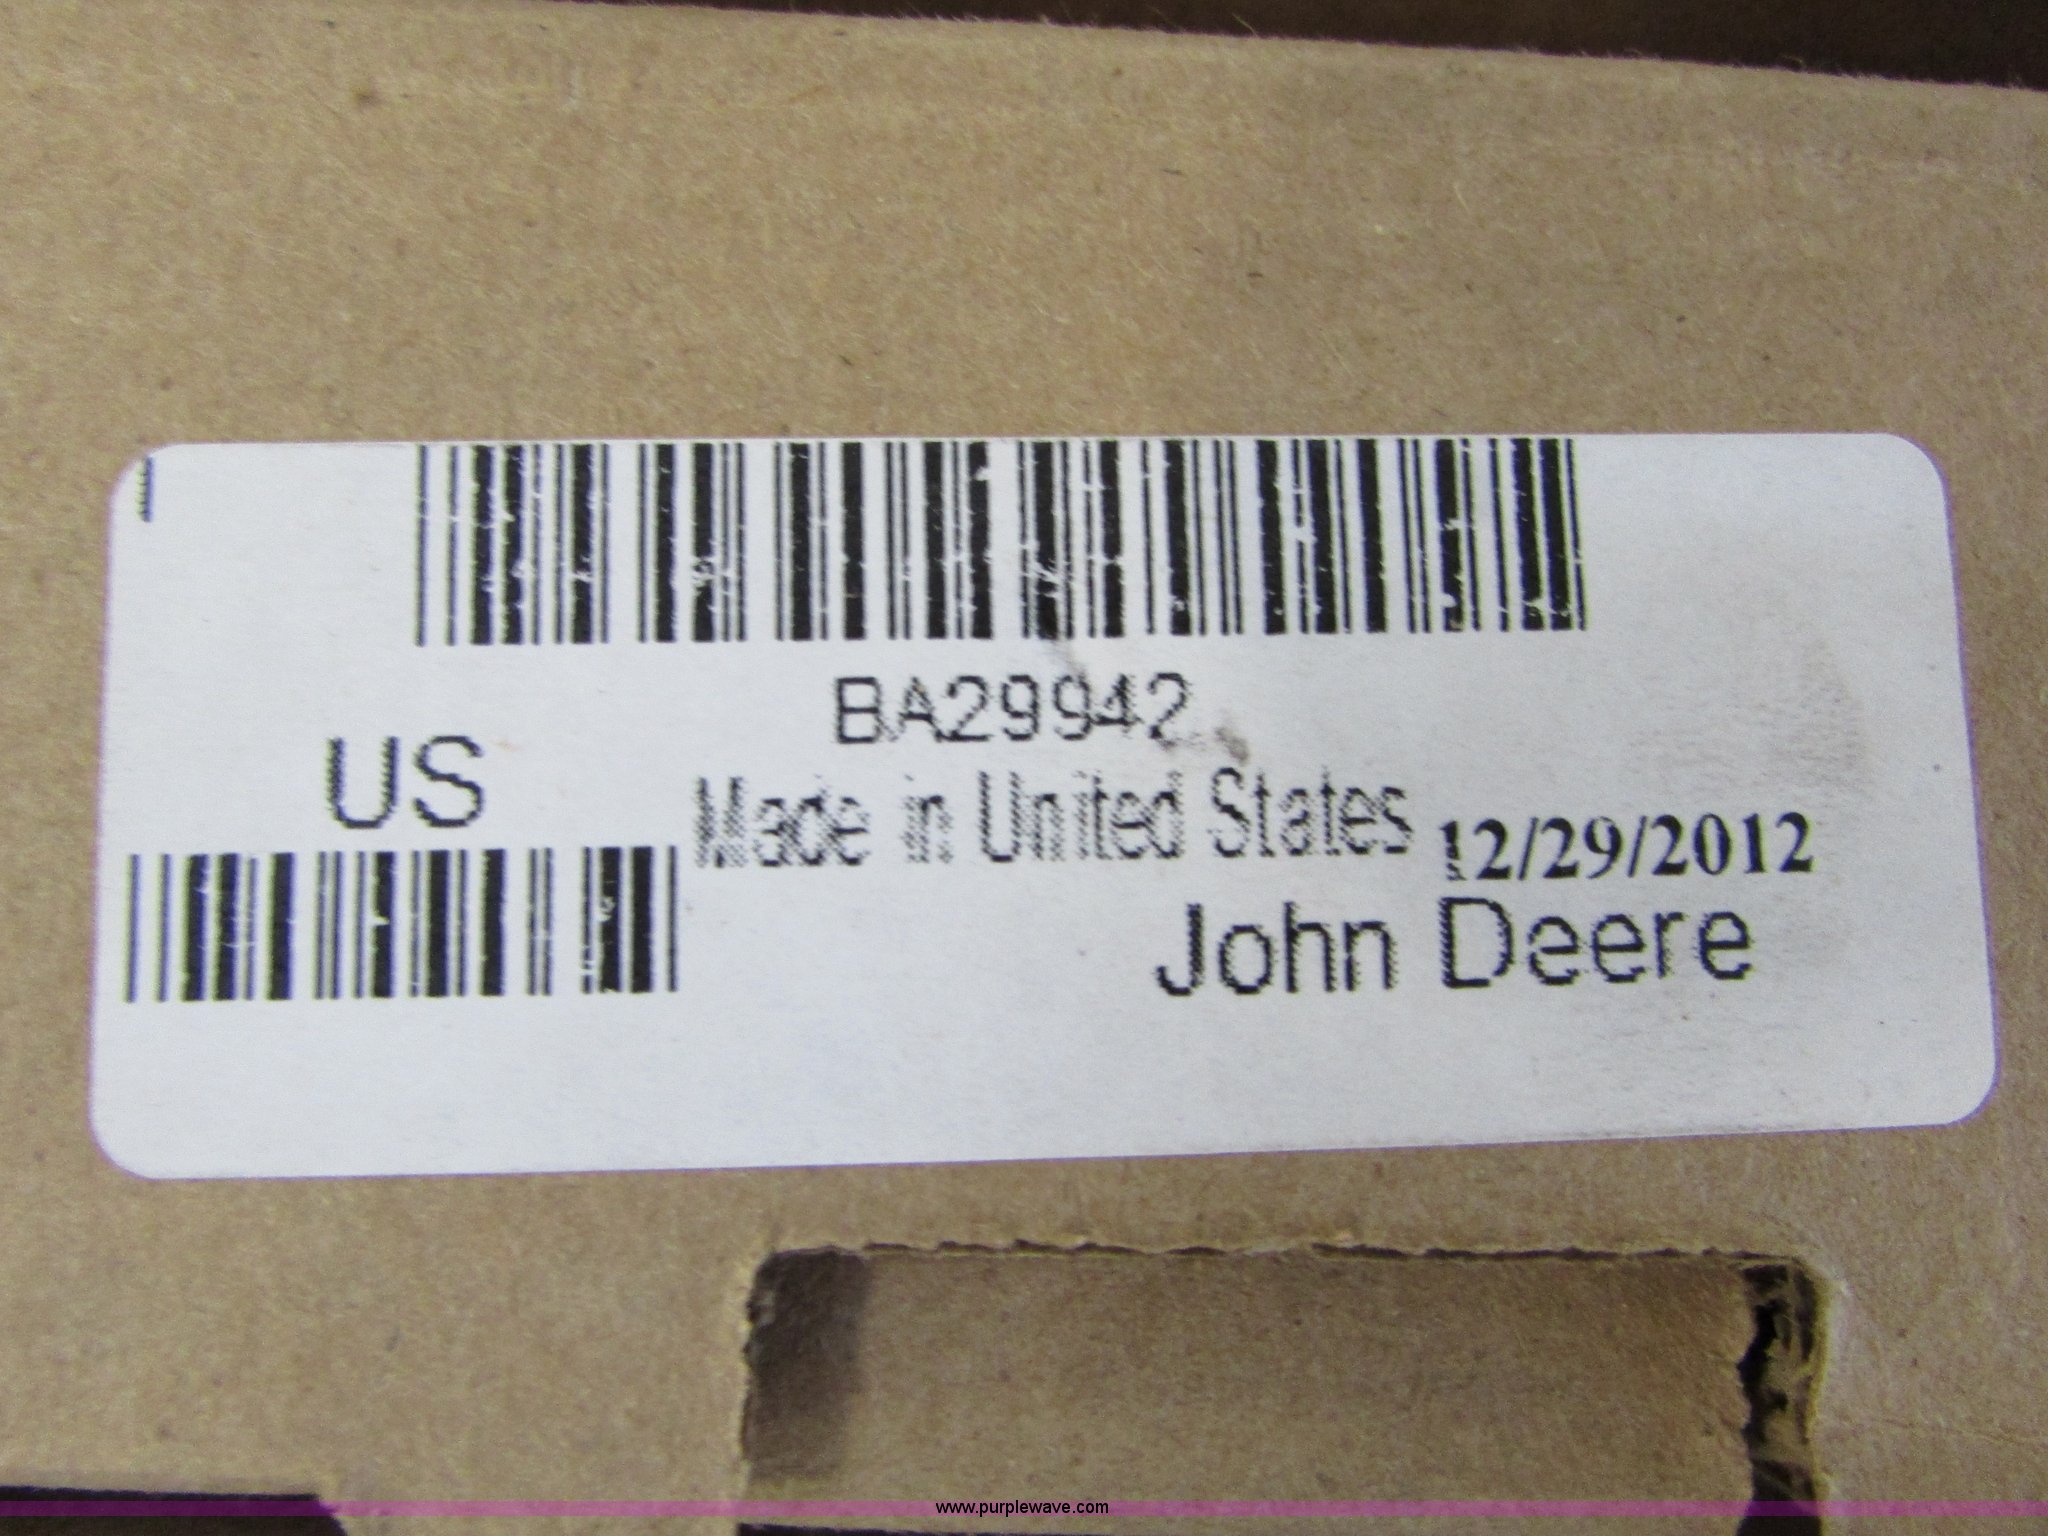 BA29942
US
Made in United States
12/29/2012
John Deere
www.purplewave.com